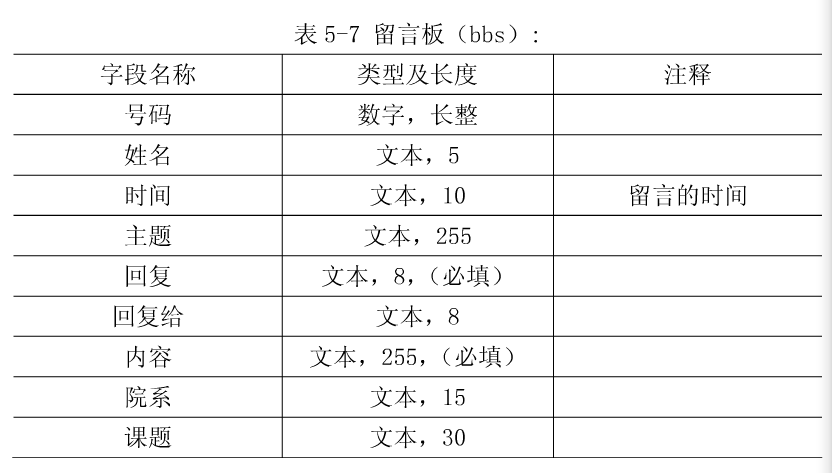 表 5-7 留言板（bbs）:
字段名称 类型及长度 注释
号码 数字，长整
姓名 文本，5
时间 文本，10 留言的时间
主题 文本，255
回复 文本，8，（必填）
回复给 文本，8
内容 文本，255，（必填）
院系 文本，15
课题 文本，30